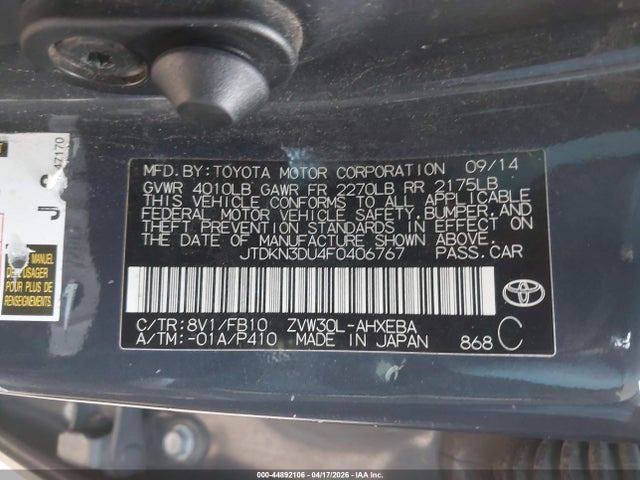 MFD.BY:TOYOTA MOTOR CORPORATION 09/14
GVWR 4010LB GAWR FR 2270LB RR 2175LB
THIS VEHICLE CONFORMS TO ALL APPLICABLE
FEDERAL MOTOR VEHICLE SAFETY,BUMPER,AND
THEFT PREVENTION STANDARDS IN EFFECT ON
THE DATE OF MANUFACTURE SHOWN ABOVE.
JTDKN3DU4F0406767 PASS.CAR
C/TR:8V1/FB10 ZVW30L-AHXEBA
A/TM:-01A/P410 MADE IN JAPAN 868 C
47170
J
MANUEL
DE
L'USAGER
POUR PLUS
DE
000-44892106 - 04/17/2026 - IAAI.COM